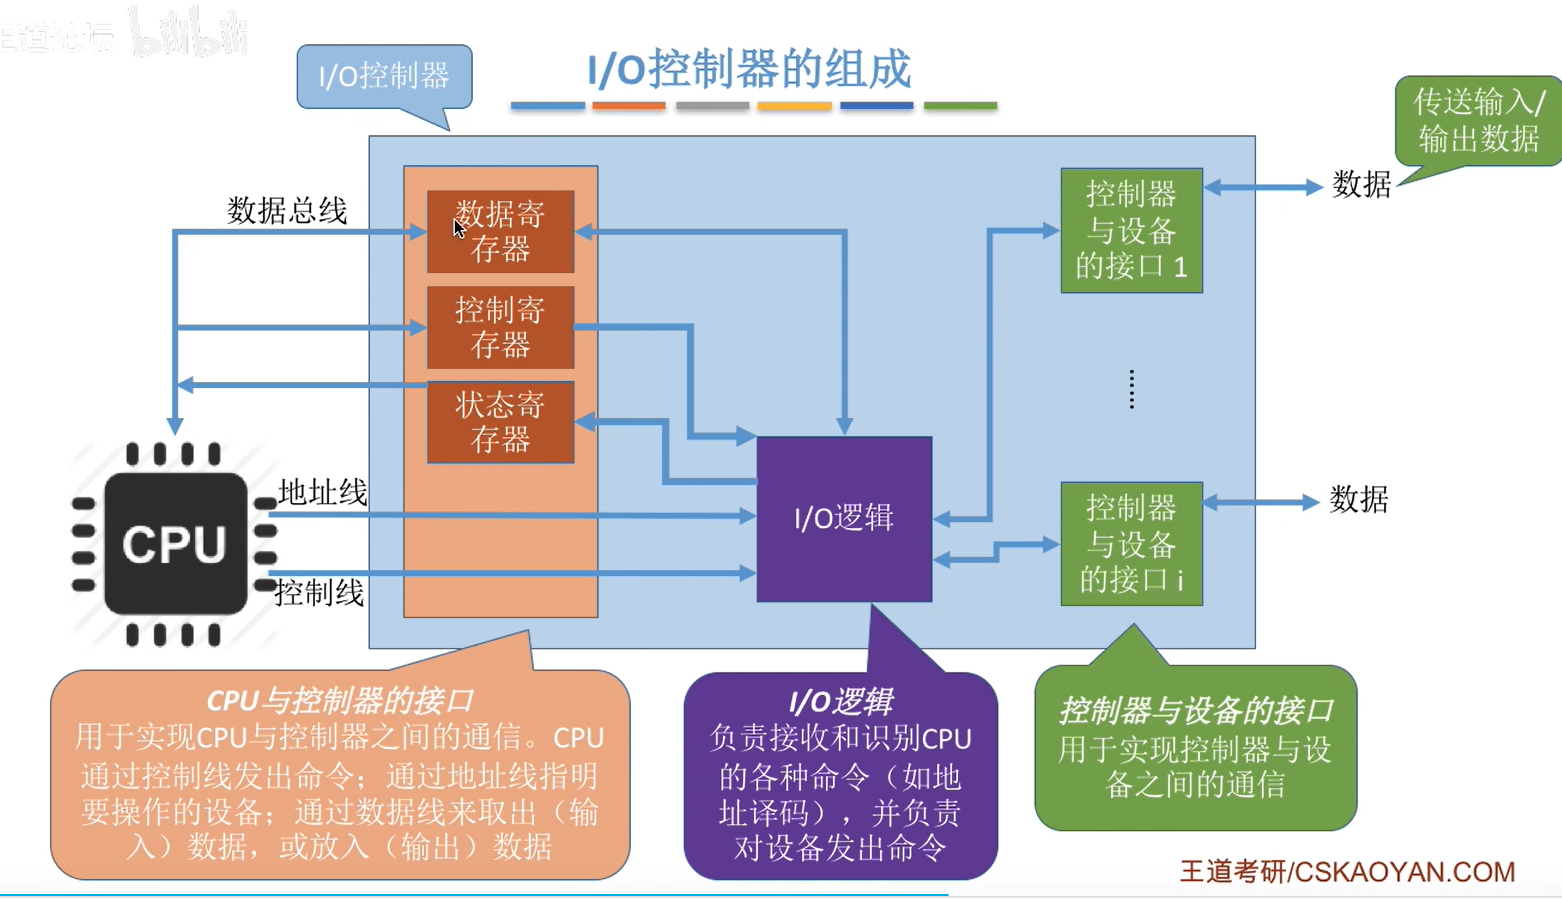 王道论坛 bilibili
I/O控制器
I/O控制器的组成
传送输入/
输出数据
数据总线
数据寄
存器
控制寄
存器
状态寄
存器
控制器
与设备
的接口 1
数据
......
地址线
CPU
控制线
I/O逻辑
控制器
与设备
的接口 i
数据
CPU与控制器的接口
用于实现CPU与控制器之间的通信。CPU
通过控制线发出命令；通过地址线指明
要操作的设备；通过数据线来取出（输
入）数据，或放入（输出）数据
I/O逻辑
负责接收和识别CPU
的各种命令（如地
址译码），并负责
对设备发出命令
控制器与设备的接口
用于实现控制器与设
备之间的通信
王道考研/CSKAOYAN.COM